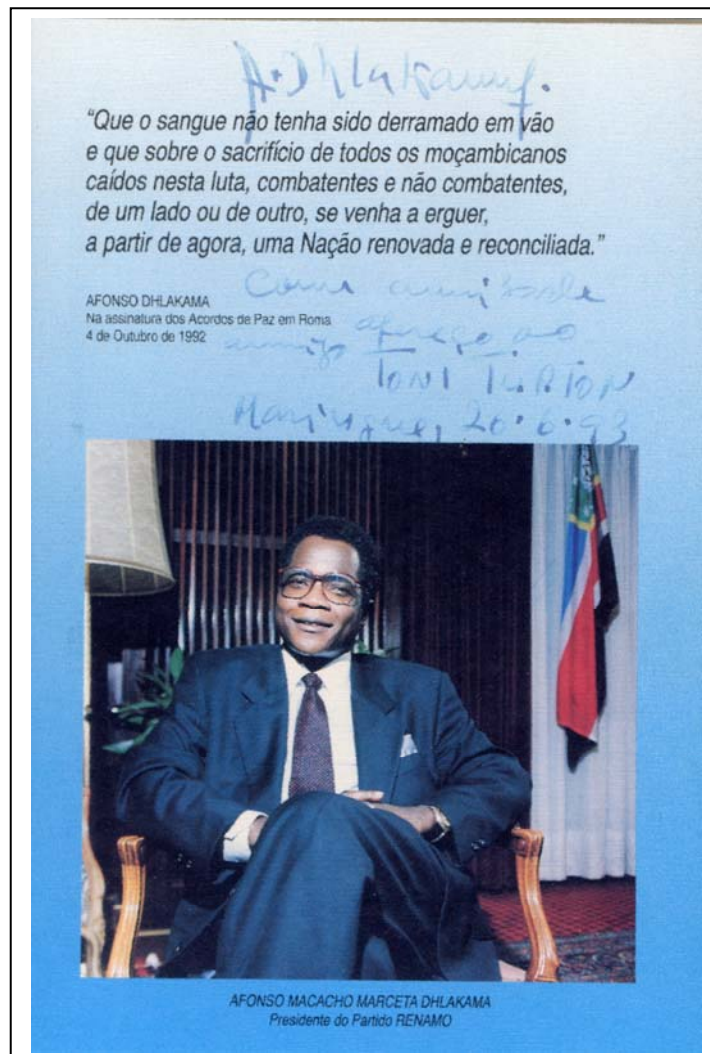 A. Dhlakama.
"Que o sangue não tenha sido derramado em vão
e que sobre o sacrifício de todos os moçambicanos
caídos nesta luta, combatentes e não combatentes,
de um lado ou de outro, se venha a erguer,
a partir de agora, uma Nação renovada e reconciliada."
AFONSO DHLAKAMA
Na assinatura dos Acordos de Paz em Roma
4 de Outubro de 1992
Com amizade
ao
amigo
TONI
Maringue, 20.6.93
AFONSO MACACHO MARCETA DHLAKAMA
Presidente do Partido RENAMO